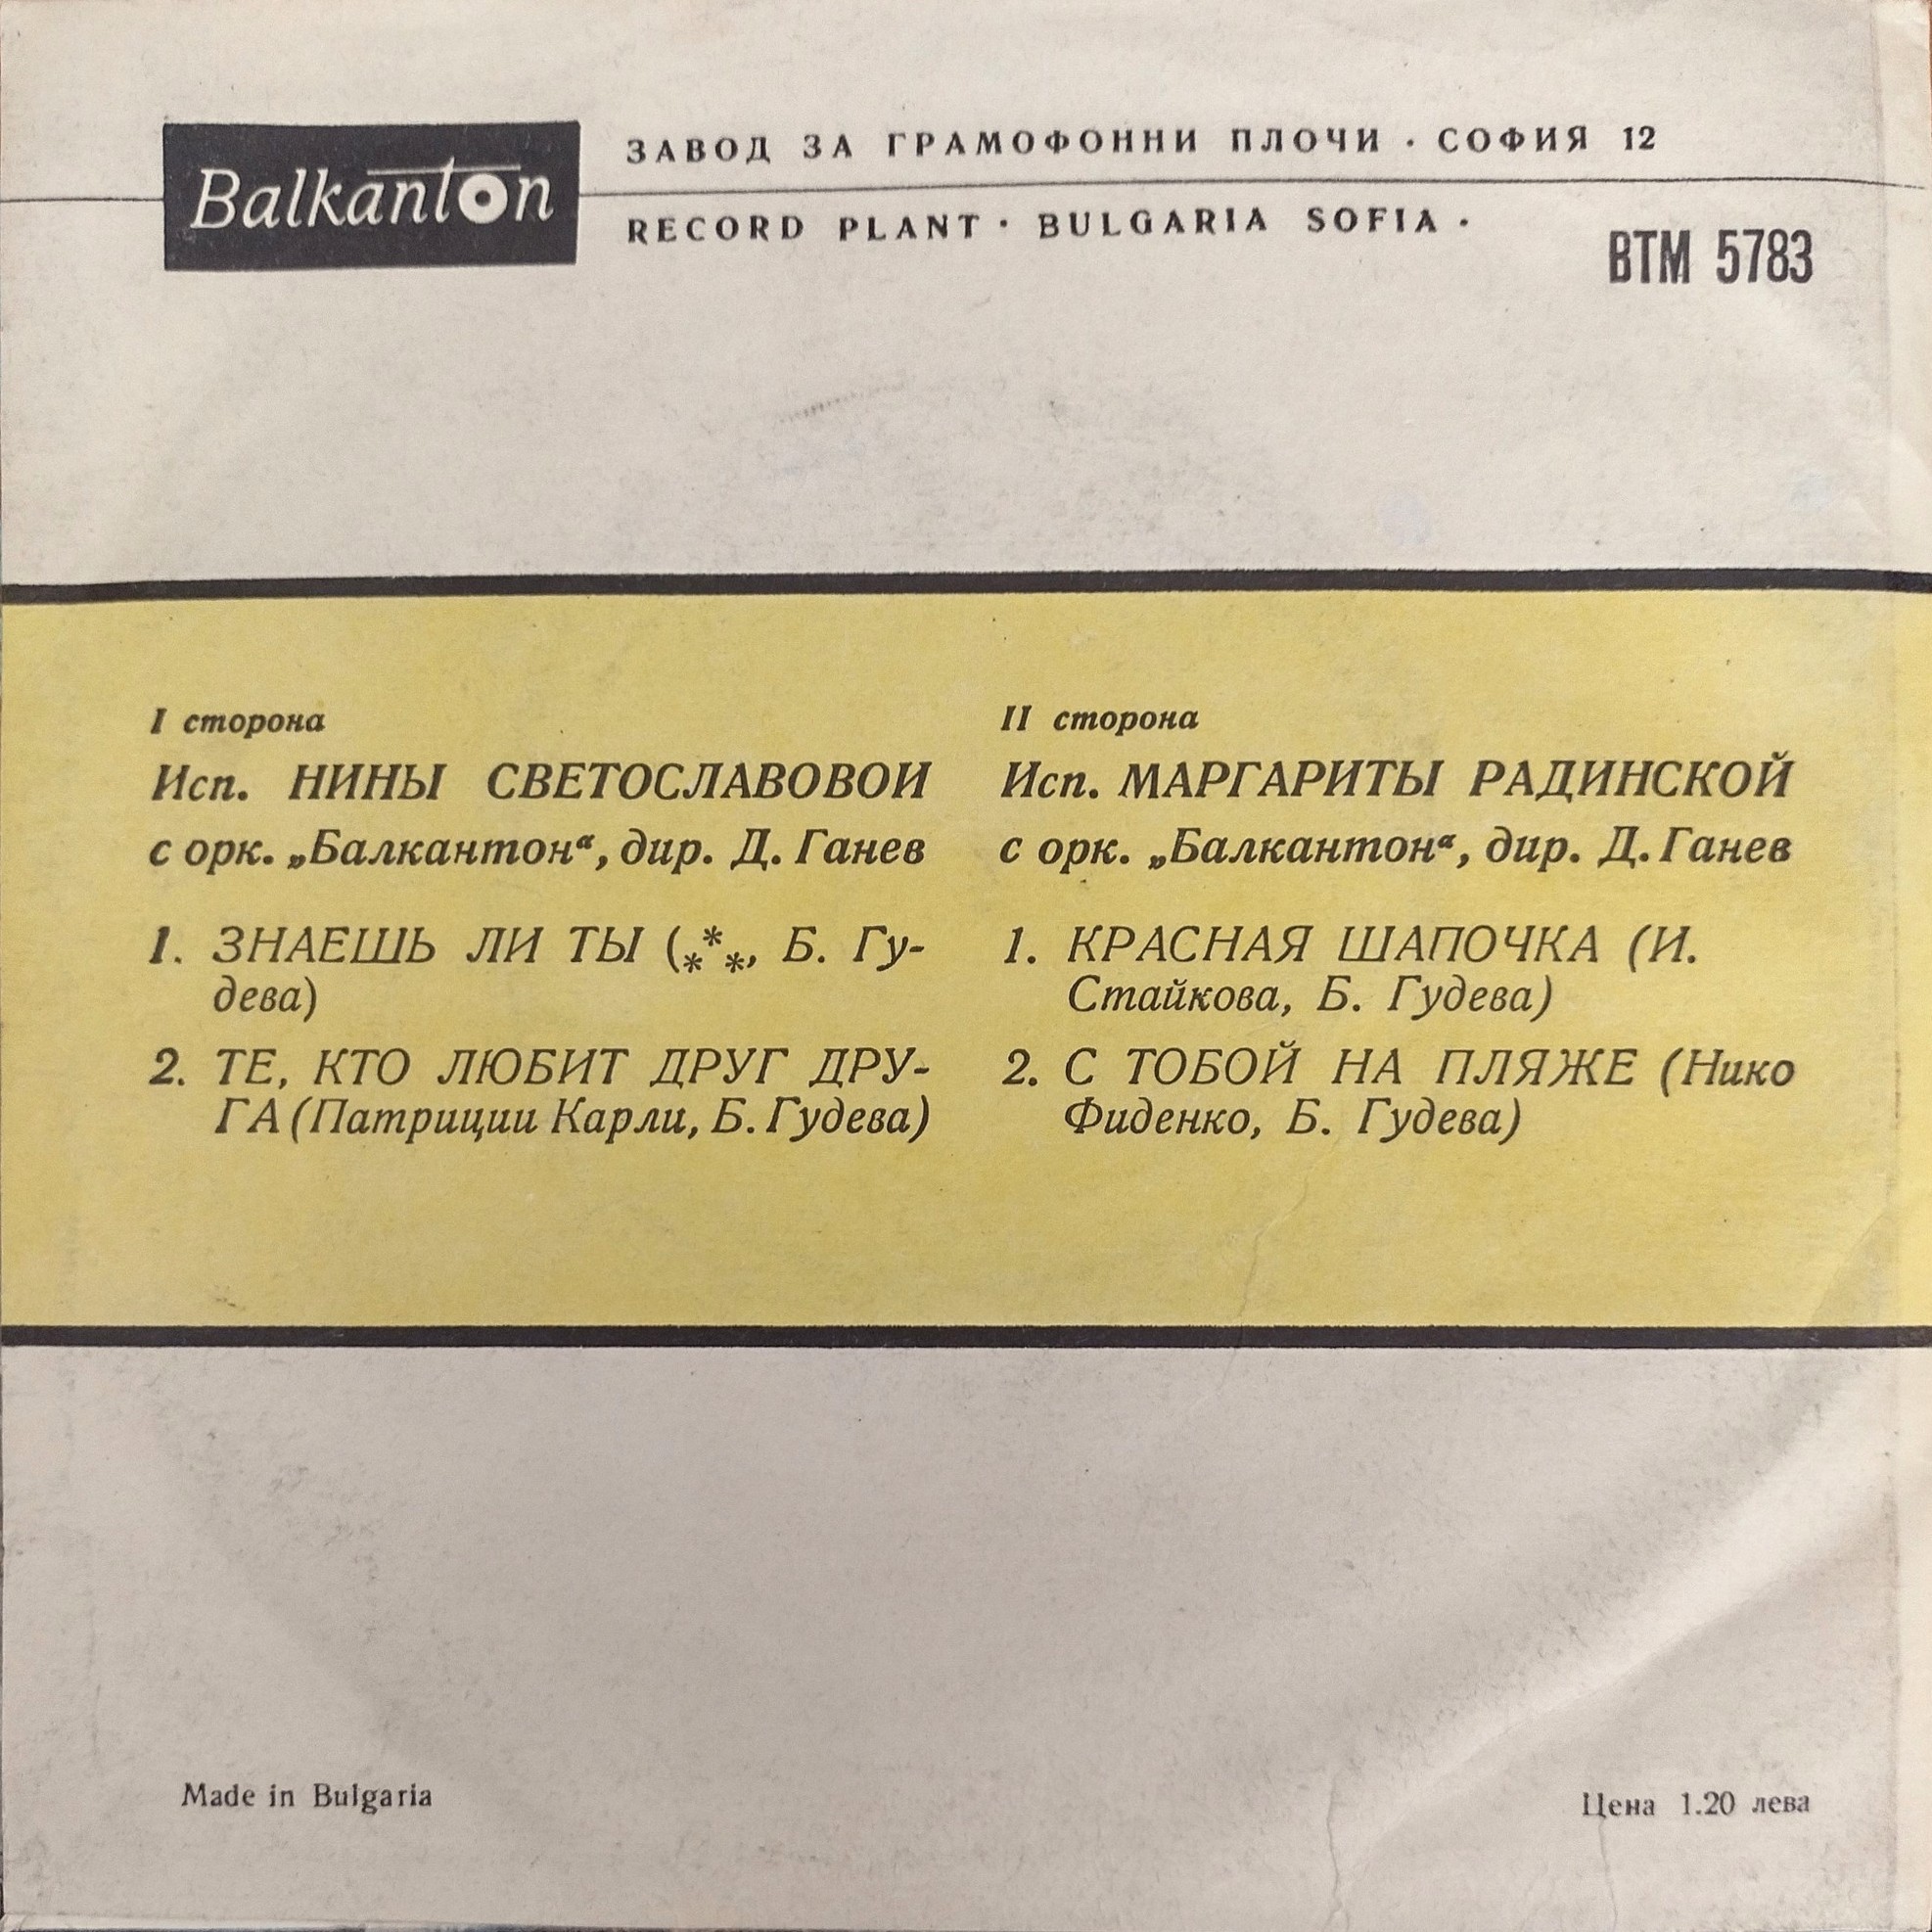 Balkanton
ЗАВОД ЗА ГРАМОФОННИ ПЛОЧИ · СОФИЯ 12
RECORD PLANT · BULGARIA SOFIA ·
ВТМ 5783
I сторона
Исп. НИНЫ СВЕТОСЛАВОВОИ
с орк. „Балкантон“, дир. Д. Ганев
1. ЗНАЕШЬ ЛИ ТЫ (***, Б. Гу-
дева)
2. ТЕ, КТО ЛЮБИТ ДРУГ ДРУ-
ГА (Патриции Карли, Б. Гудева)
II сторона
Исп. МАРГАРИТЫ РАДИНСКОЙ
с орк. „Балкантон“, дир. Д. Ганев
1. КРАСНАЯ ШАПОЧКА (И.
Стайкова, Б. Гудева)
2. С ТОБОЙ НА ПЛЯЖЕ (Нико
Фиденко, Б. Гудева)
Made in Bulgaria
Цена 1.20 лева